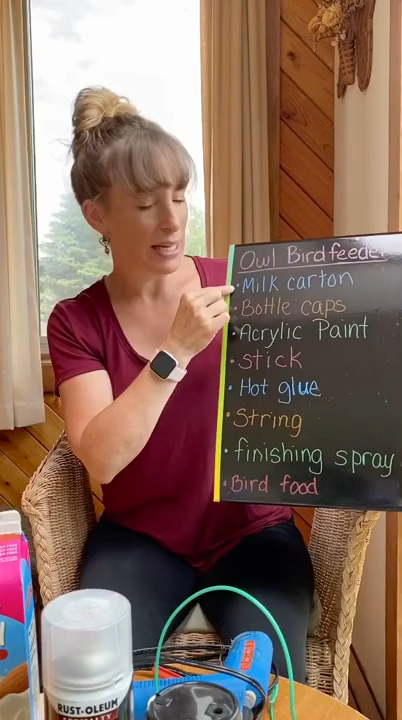 Owl Birdfeeder
• Milk carton
• Bottle caps
• Acrylic Paint
• Stick
• Hot glue
• String
• finishing spray
• Bird food
RUST-OLEUM